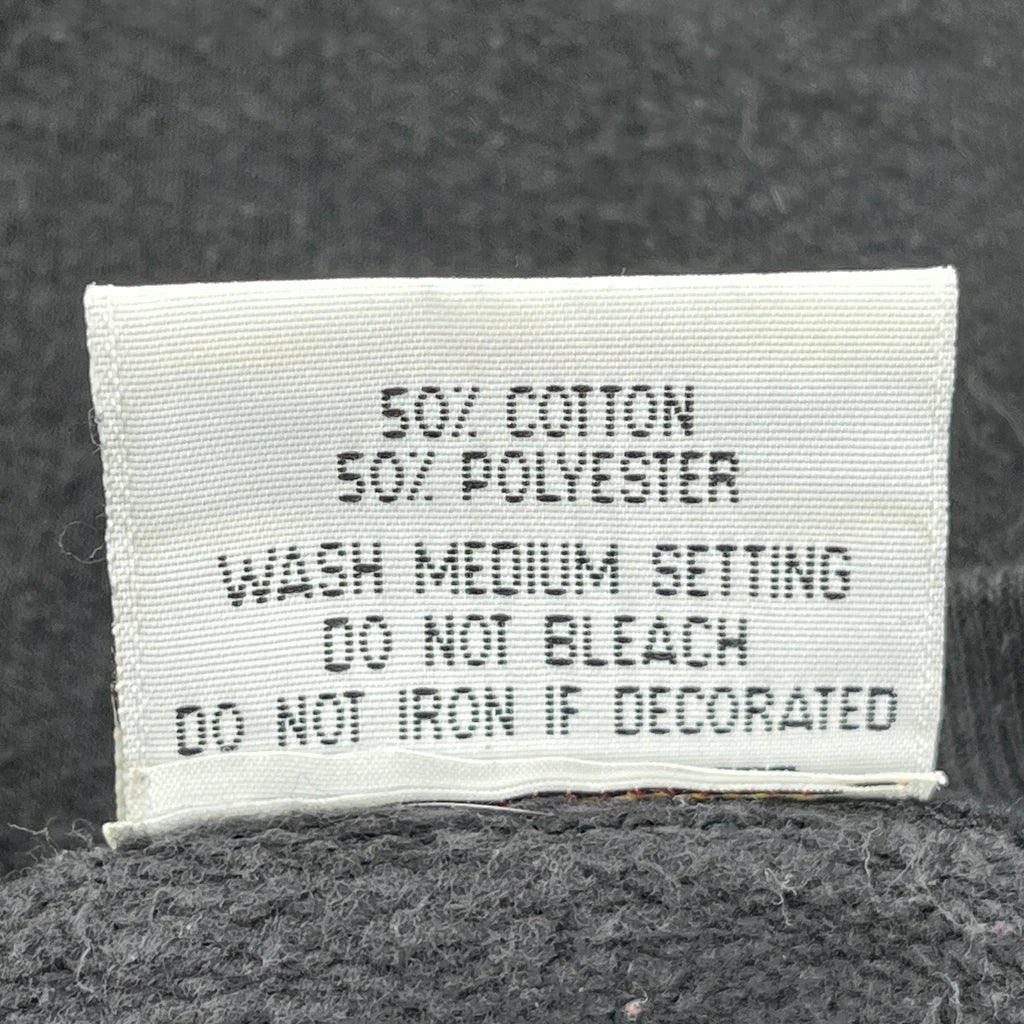 50% COTTON
50% POLYESTER
WASH MEDIUM SETTING
DO NOT BLEACH
DO NOT IRON IF DECORATED